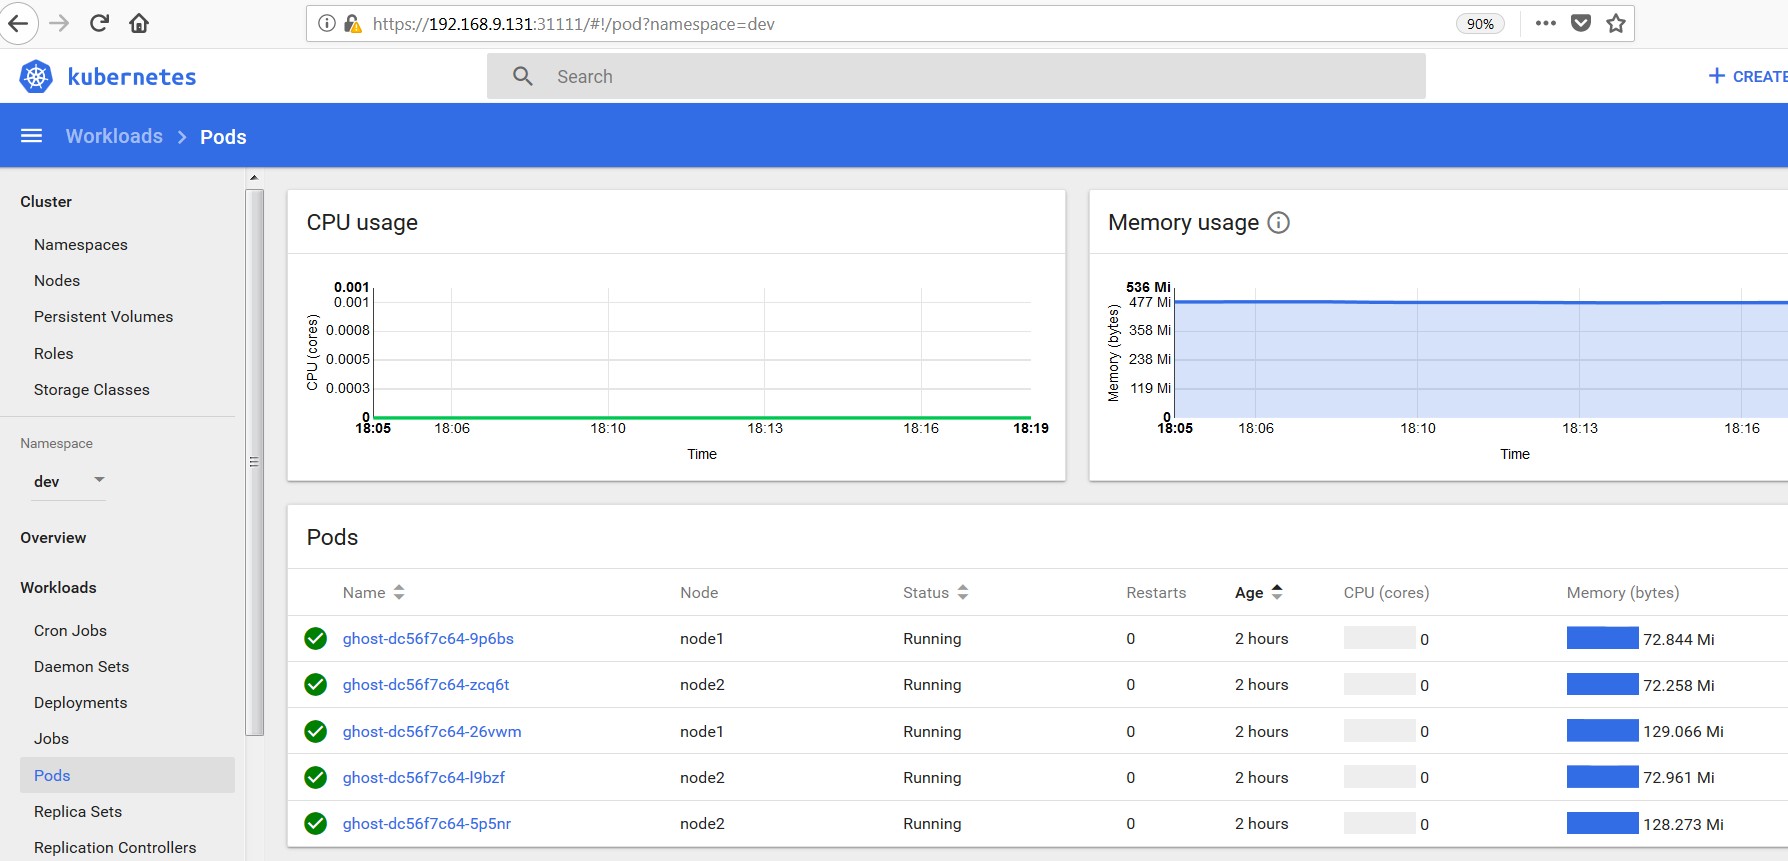 https://192.168.9.131:31111/#!/pod?namespace=dev 90%
kubernetes Search CREATE
Workloads Pods
Cluster
Namespaces
Nodes
Persistent Volumes
Roles
Storage Classes
Namespace
dev
Overview
Workloads
Cron Jobs
Daemon Sets
Deployments
Jobs
Pods
Replica Sets
Replication Controllers
CPU usage
CPU (cores)
0.001
0.001
0.0008
0.0005
0.0003
0
18:05 18:06 18:10 18:13 18:16 18:19
Time
Memory usage
Memory (bytes)
536 Mi
477 Mi
358 Mi
238 Mi
119 Mi
0
18:05 18:06 18:10 18:13 18:16
Time
Pods
Name Node Status Restarts Age CPU (cores) Memory (bytes)
ghost-dc56f7c64-9p6bs node1 Running 0 2 hours 0 72.844 Mi
ghost-dc56f7c64-zcq6t node2 Running 0 2 hours 0 72.258 Mi
ghost-dc56f7c64-26vwm node1 Running 0 2 hours 0 129.066 Mi
ghost-dc56f7c64-l9bzf node2 Running 0 2 hours 0 72.961 Mi
ghost-dc56f7c64-5p5nr node2 Running 0 2 hours 0 128.273 Mi